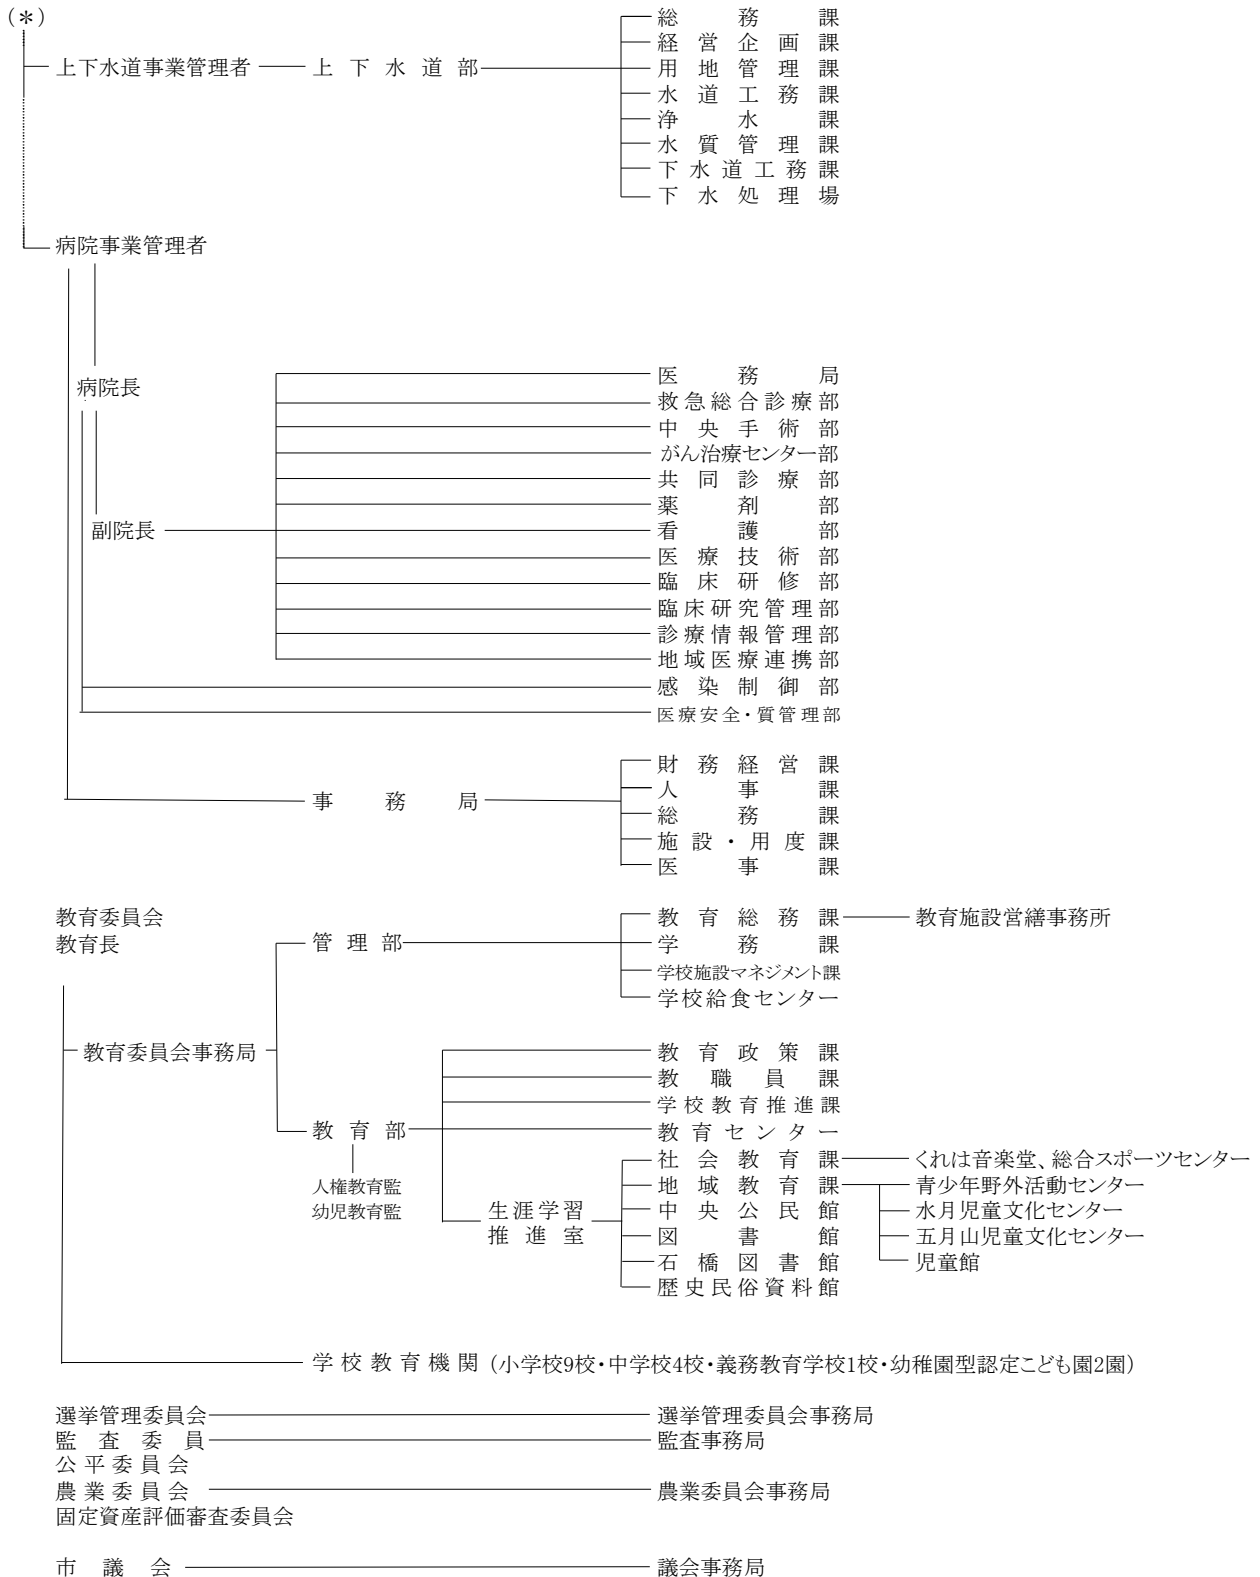 (＊)
上下水道事業管理者 上下水道部 総務課
経営企画課
用地管理課
水道工務課
浄水課
水質管理課
下水道工務課
下水処理場
病院事業管理者
病院長
副院長
医務局
救急総合診療部
中央手術部
がん治療センター部
共同診療部
薬剤部
看護部
医療技術部
臨床研修部
臨床研究管理部
診療情報管理部
地域医療連携部
感染制御部
医療安全・質管理部
事務局
財務経営課
人事課
総務課
施設・用度課
医事課
教育委員会
教育長
教育委員会事務局
管理部
教育総務課 教育施設営繕事務所
学務課
学校施設マネジメント課
学校給食センター
教育部
人権教育監
幼児教育監
教育政策課
教職員課
学校教育推進課
教育センター
生涯学習
推進室
社会教育課 くれは音楽堂、総合スポーツセンター
地域教育課 青少年野外活動センター
中央公民館 水月児童文化センター
図書館 五月山児童文化センター
石橋図書館 児童館
歴史民俗資料館
学校教育機関 (小学校9校・中学校4校・義務教育学校1校・幼稚園型認定こども園2園)
選挙管理委員会 選挙管理委員会事務局
監査委員 監査事務局
公平委員会
農業委員会 農業委員会事務局
固定資産評価審査委員会
市議会 議会事務局